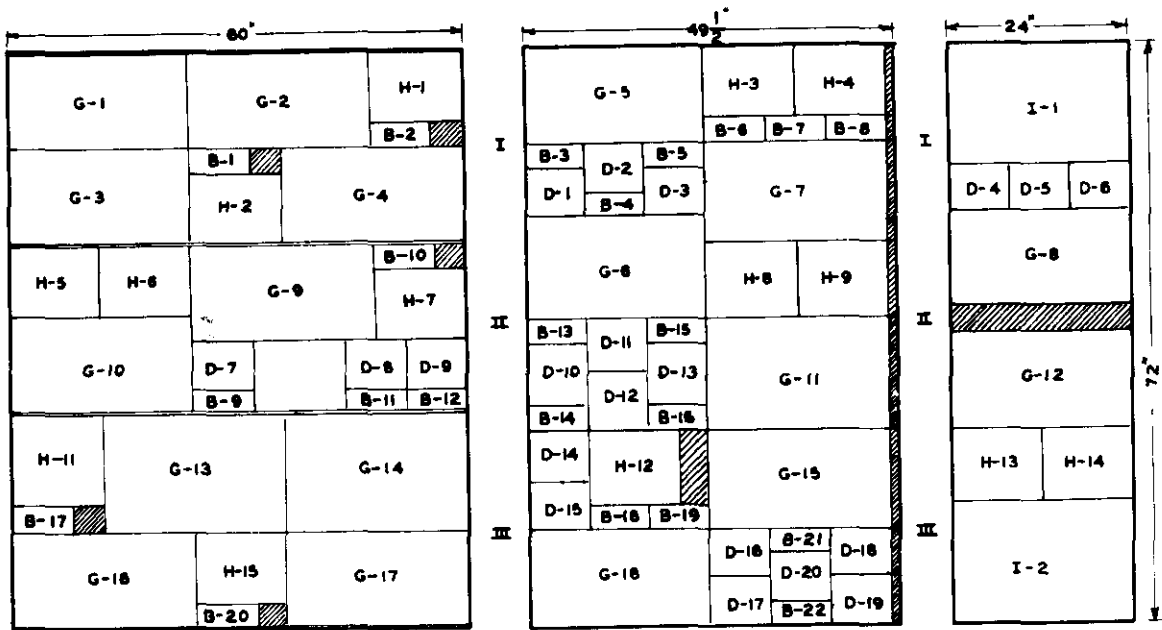 60"
G-1
G-2
H-1
B-2
B-1
G-3
H-2
G-4
H-5
H-6
G-9
B-10
H-7
G-10
D-7
D-8
D-9
B-9
B-11
B-12
H-11
G-13
G-14
B-17
G-16
H-15
G-17
B-20
I
II
III
49 1/2"
G-5
H-3
H-4
B-6
B-7
B-8
B-3
D-2
B-5
D-1
D-3
B-4
G-7
G-6
H-8
H-9
B-13
D-11
B-15
D-10
D-13
D-12
G-11
B-14
B-16
D-14
H-12
G-15
D-15
B-18
B-19
G-18
D-16
B-21
D-18
D-20
D-17
B-22
D-19
I
II
III
24"
I-1
D-4
D-5
D-6
G-8
G-12
H-13
H-14
I-2
72"